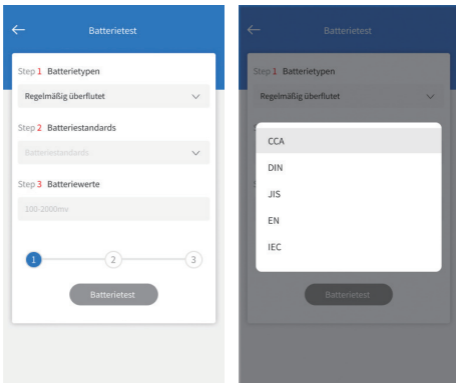 Batterietest
Step 1 Batterietypen
Regelmäßig überflutet
Step 2 Batteriestandards
Batteriestandards
Step 3 Batteriewerte
100-2000mv
1 2 3
Batterietest
Batterietest
Step 1 Batterietypen
Regelmäßig überflutet
CCA
DIN
JIS
EN
IEC
Batterietest